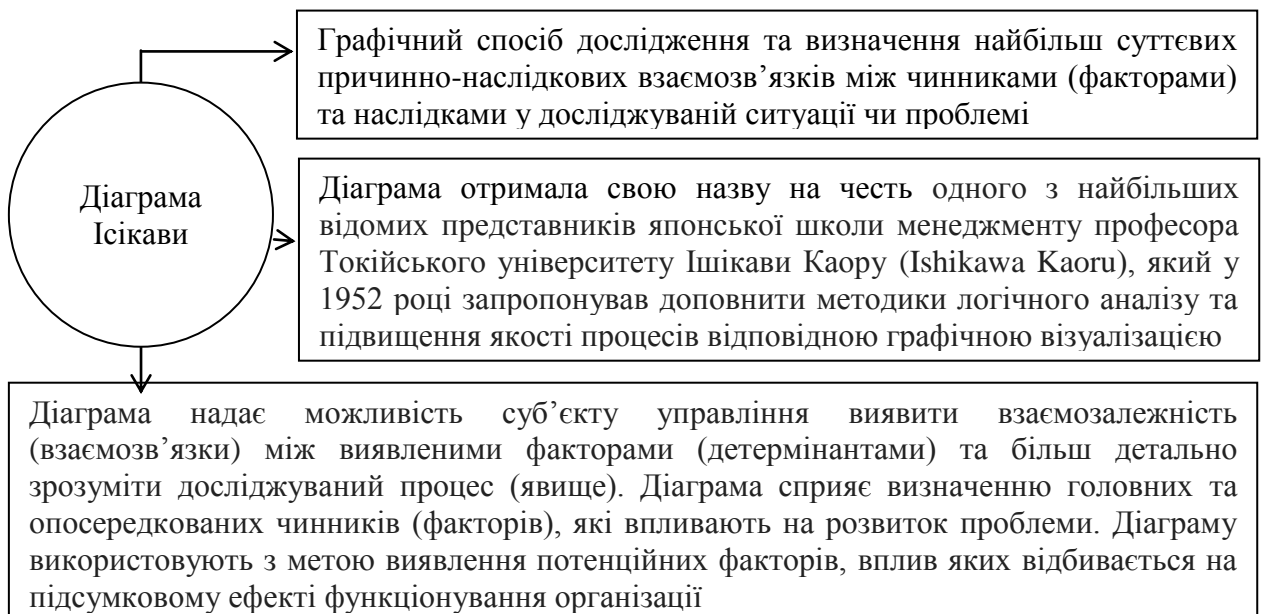 Графічний спосіб дослідження та визначення найбільш суттєвих
причинно-наслідкових взаємозв’язків між чинниками (факторами)
та наслідками у досліджуваній ситуації чи проблемі
Діаграма
Ісікави
Діаграма отримала свою назву на честь одного з найбільших
відомих представників японської школи менеджменту професора
Токійського університету Ішікави Каору (Ishikawa Kaoru), який у
1952 році запропонував доповнити методики логічного аналізу та
підвищення якості процесів відповідною графічною візуалізацією
Діаграма надає можливість суб’єкту управління виявити взаємозалежність
(взаємозв’язки) між виявленими факторами (детермінантами) та більш детально
зрозуміти досліджуваний процес (явище). Діаграма сприяє визначенню головних та
опосередкованих чинників (факторів), які впливають на розвиток проблеми. Діаграму
використовують з метою виявлення потенційних факторів, вплив яких відбивається на
підсумковому ефекті функціонування організації